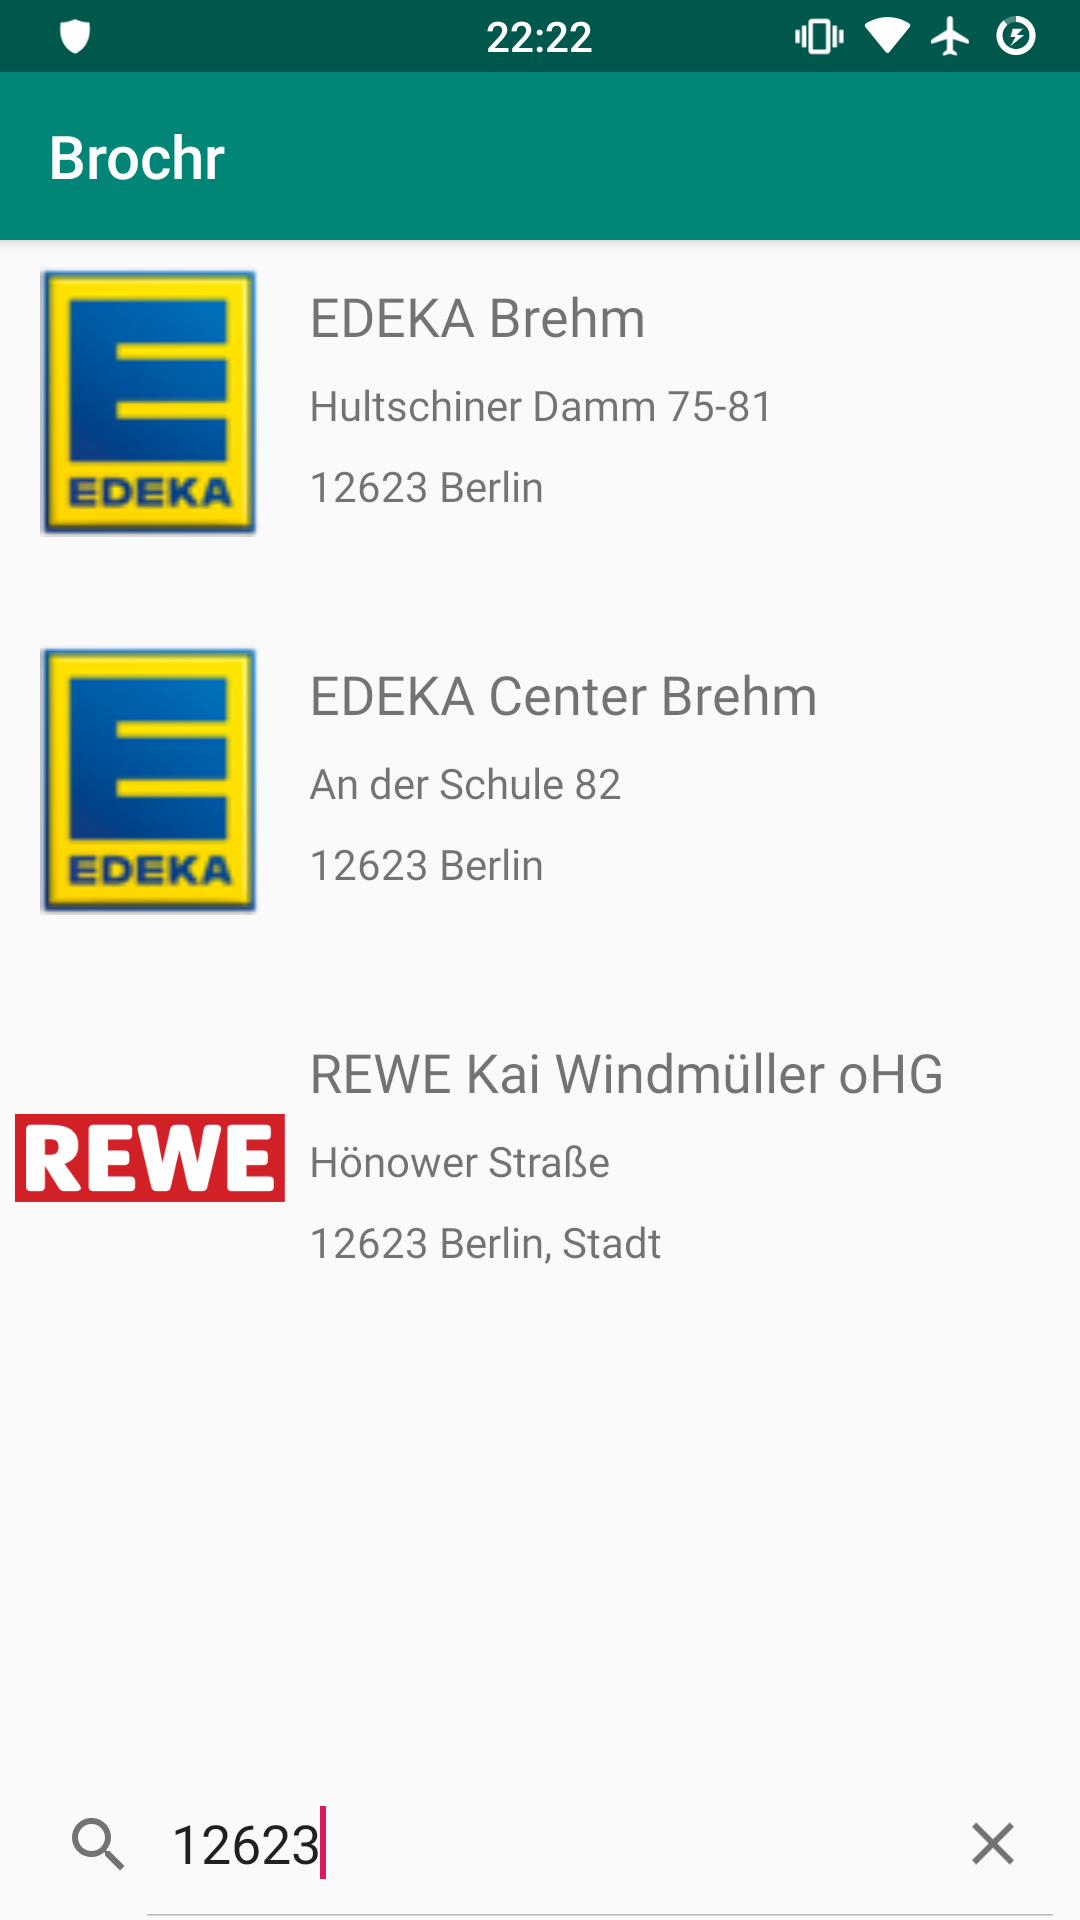 22:22
Brochr
EDEKA
EDEKA Brehm
Hultschiner Damm 75-81
12623 Berlin
EDEKA
EDEKA Center Brehm
An der Schule 82
12623 Berlin
REWE
REWE Kai Windmüller oHG
Hönower Straße
12623 Berlin, Stadt
12623